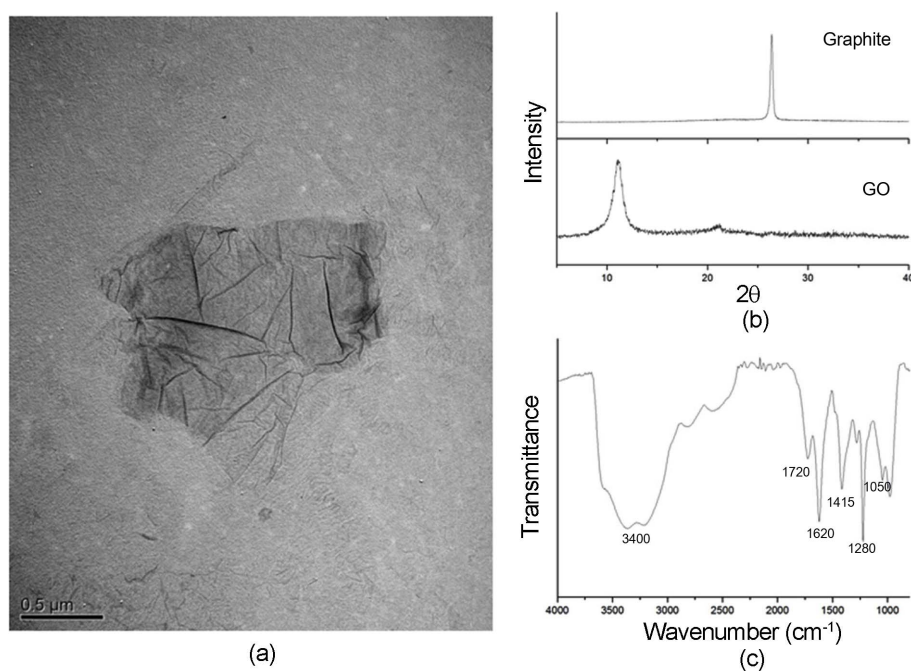 0.5 µm
(a)
Intensity
Graphite
GO
10 20 30 40
2θ
(b)
Transmittance
3400
1720
1620
1415
1280
1050
4000 3500 3000 2500 2000 1500 1000
Wavenumber (cm⁻¹)
(c)